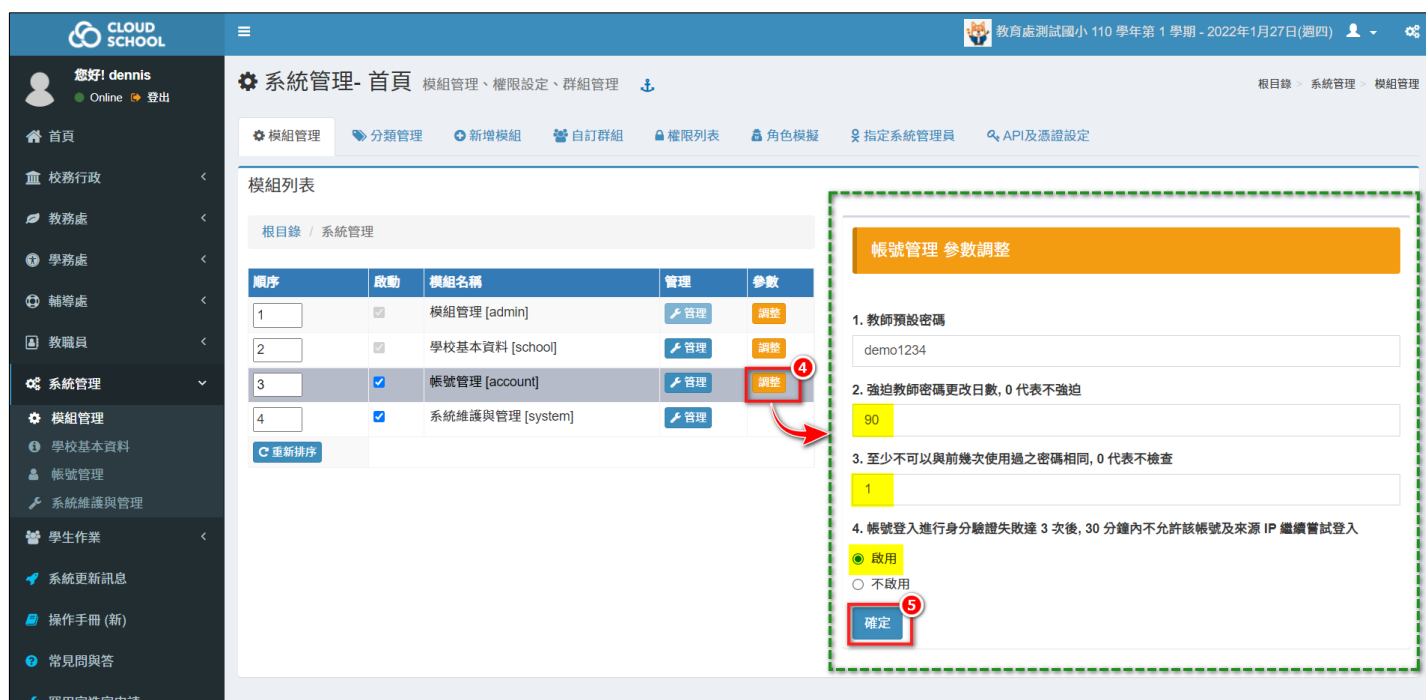 CLOUD SCHOOL
教育處測試國小 110 學年第 1 學期 - 2022年1月27日(週四)
您好! dennis
Online 登出
系統管理- 首頁 模組管理、權限設定、群組管理
根目錄 > 系統管理 > 模組管理
首頁
校務行政
教務處
學務處
輔導處
教職員
系統管理
模組管理
學校基本資料
帳號管理
系統維護與管理
學生作業
系統更新訊息
操作手冊 (新)
常見問與答
模組管理 分類管理 新增模組 自訂群組 權限列表 角色模擬 指定系統管理員 API及憑證設定
模組列表
根目錄 / 系統管理
順序 啟動 模組名稱 管理 參數
1 模組管理 [admin] 管理 調整
2 學校基本資料 [school] 管理 調整
3 帳號管理 [account] 管理 調整
4 系統維護與管理 [system] 管理
重新排序
4
帳號管理 參數調整
1. 教師預設密碼
demo1234
2. 強迫教師密碼更改日數, 0 代表不強迫
90
3. 至少不可以與前幾次使用過之密碼相同, 0 代表不檢查
1
4. 帳號登入進行身分驗證失敗達 3 次後, 30 分鐘內不允許該帳號及來源 IP 繼續嘗試登入
啟用
不啟用
5
確定